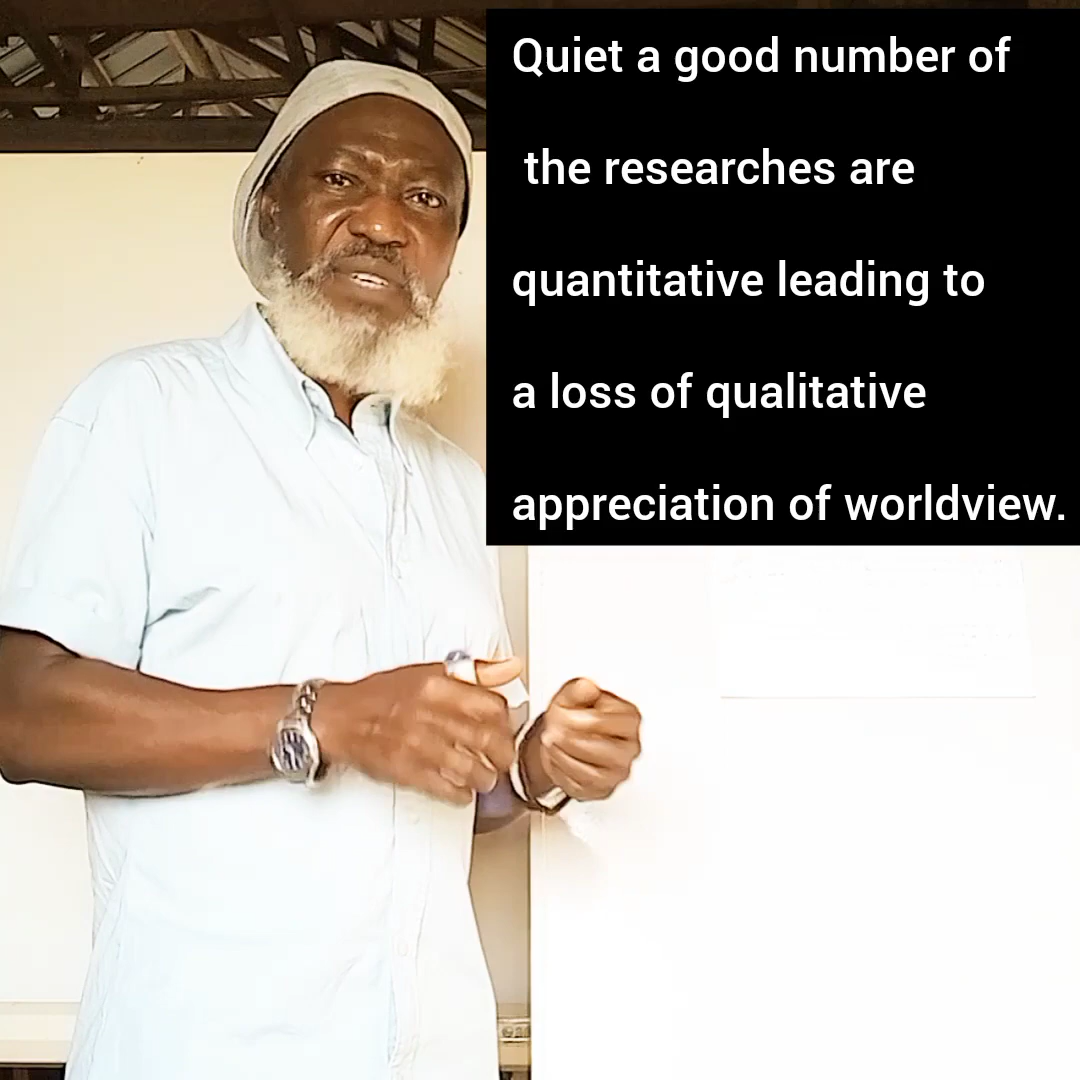 Quiet a good number of
the researches are
quantitative leading to
a loss of qualitative
appreciation of worldview.